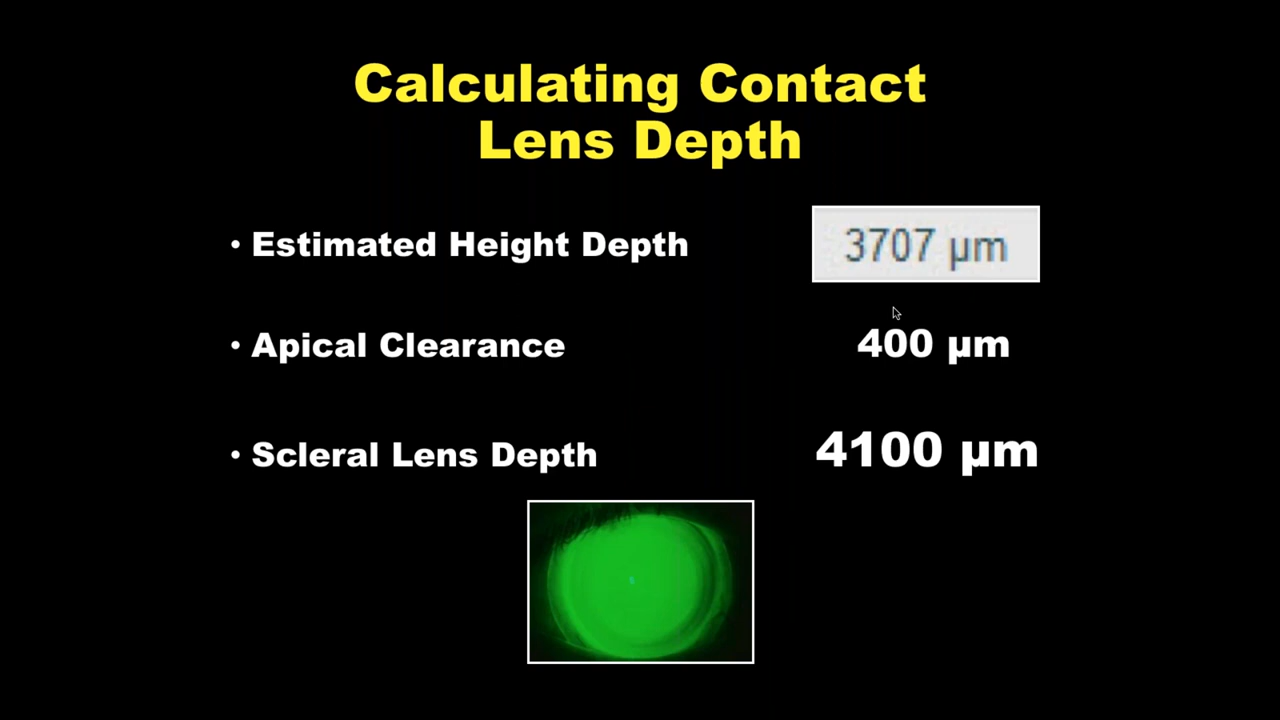 Calculating Contact
Lens Depth
• Estimated Height Depth
3707 µm
• Apical Clearance
400 µm
• Scleral Lens Depth
4100 µm